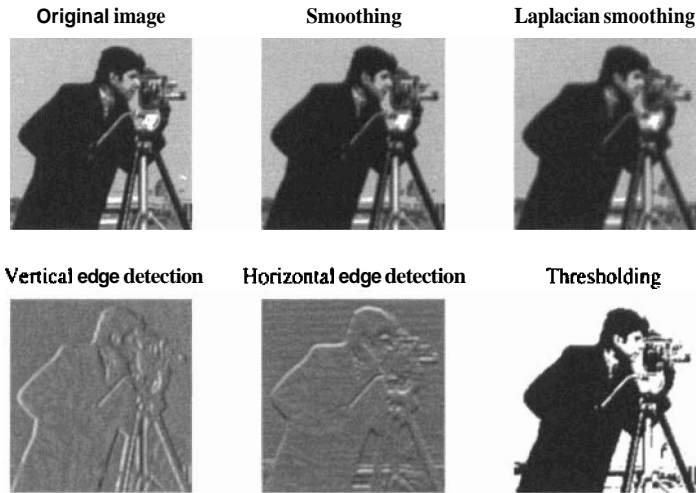 Original image
Smoothing
Laplacian smoothing
Vertical edge detection
Horizontal edge detection
Thresholding